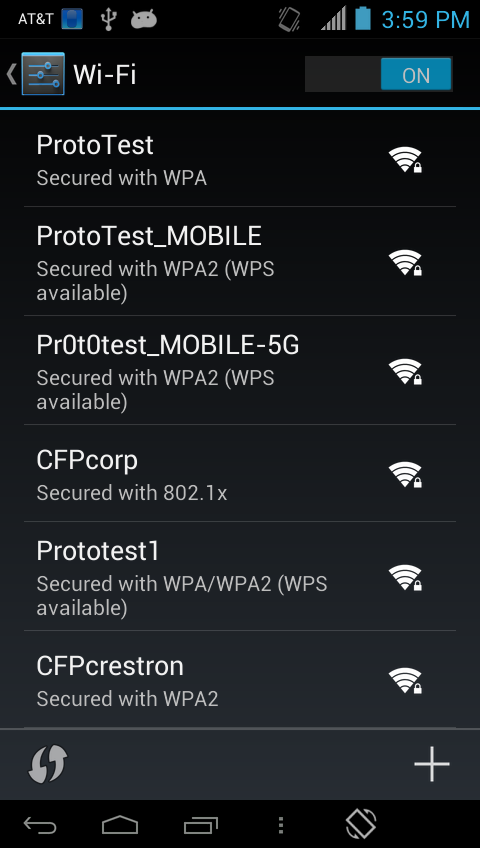 AT&T 3:59 PM
Wi-Fi ON
ProtoTest
Secured with WPA
ProtoTest_MOBILE
Secured with WPA2 (WPS
available)
Pr0t0test_MOBILE-5G
Secured with WPA2 (WPS
available)
CFPcorp
Secured with 802.1x
Prototest1
Secured with WPA/WPA2 (WPS
available)
CFPcrestron
Secured with WPA2